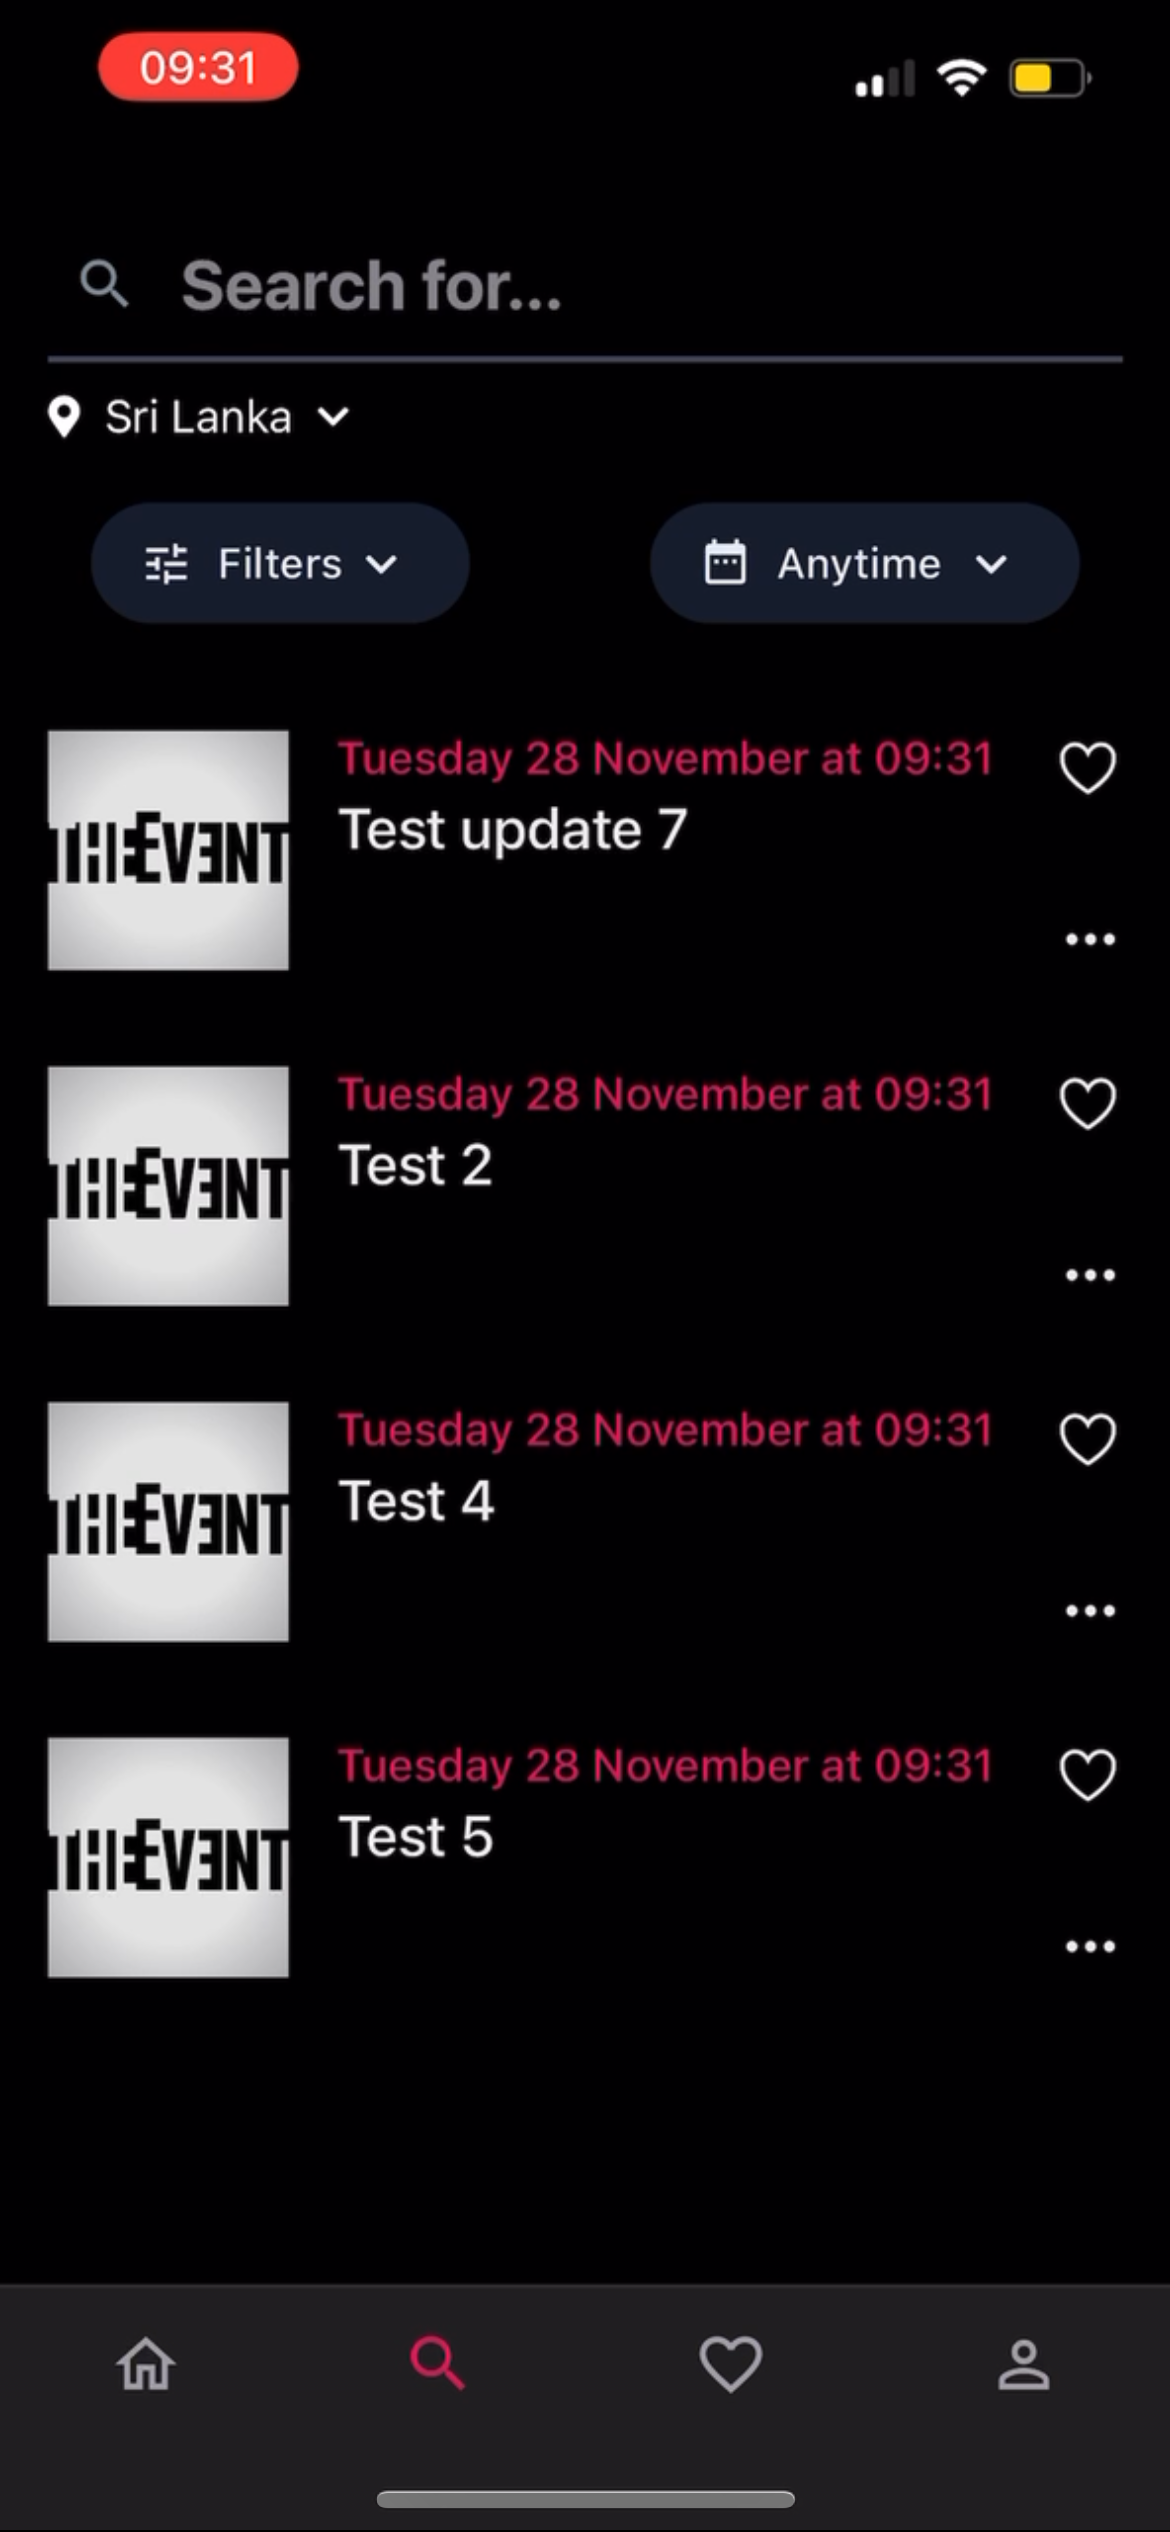 09:31
Search for...
Sri Lanka
Filters
Anytime
Tuesday 28 November at 09:31
Test update 7
THEEVENT
Tuesday 28 November at 09:31
Test 2
THEEVENT
Tuesday 28 November at 09:31
Test 4
THEEVENT
Tuesday 28 November at 09:31
Test 5
THEEVENT